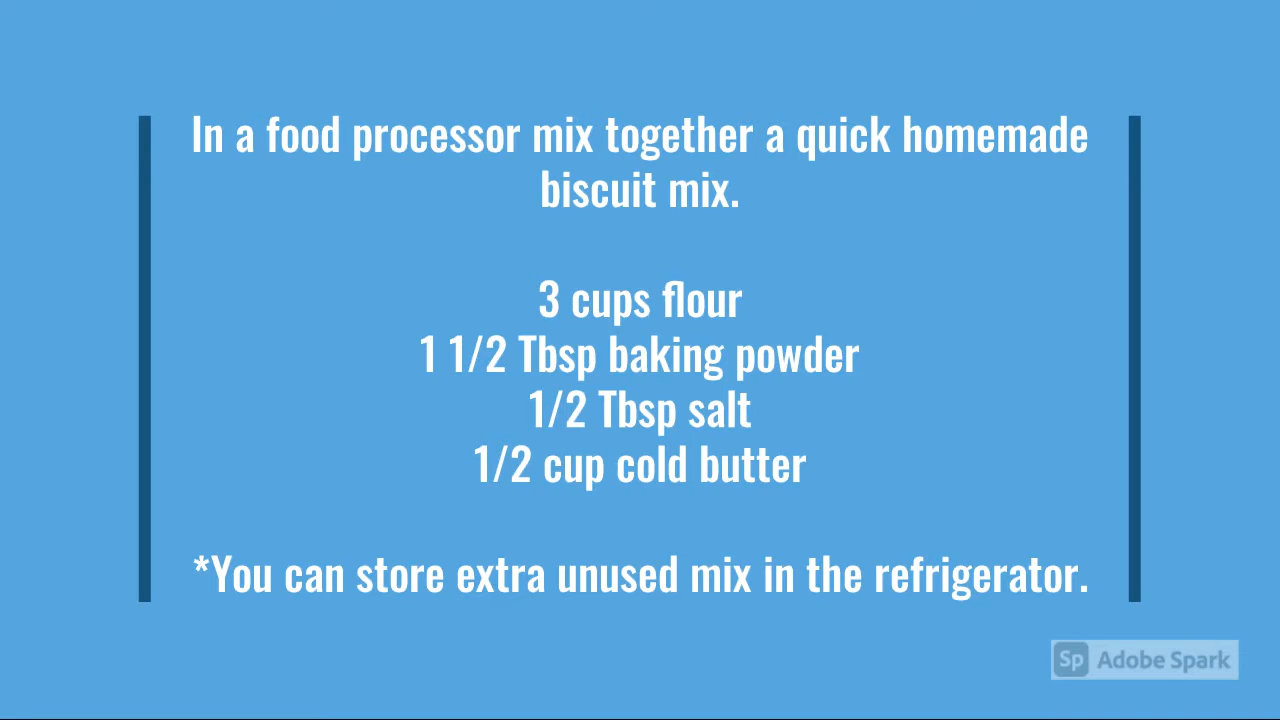 In a food processor mix together a quick homemade
biscuit mix.
3 cups flour
1 1/2 Tbsp baking powder
1/2 Tbsp salt
1/2 cup cold butter
*You can store extra unused mix in the refrigerator.
Sp Adobe Spark